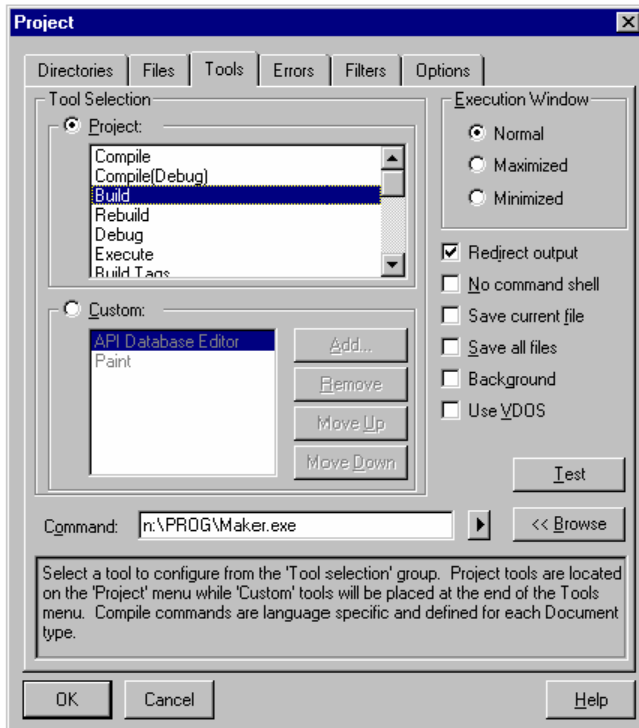 Project
Directories Files Tools Errors Filters Options
Tool Selection
Project:
Compile
Compile(Debug)
Build
Rebuild
Debug
Execute
Build Tags
Custom:
API Database Editor
Paint
Add...
Remove
Move Up
Move Down
Execution Window
Normal
Maximized
Minimized
Redirect output
No command shell
Save current file
Save all files
Background
Use VDOS
Test
Command: n:\PROG\Maker.exe
<< Browse
Select a tool to configure from the 'Tool selection' group. Project tools are located
on the 'Project' menu while 'Custom' tools will be placed at the end of the Tools
menu. Compile commands are language specific and defined for each Document
type.
OK Cancel Help